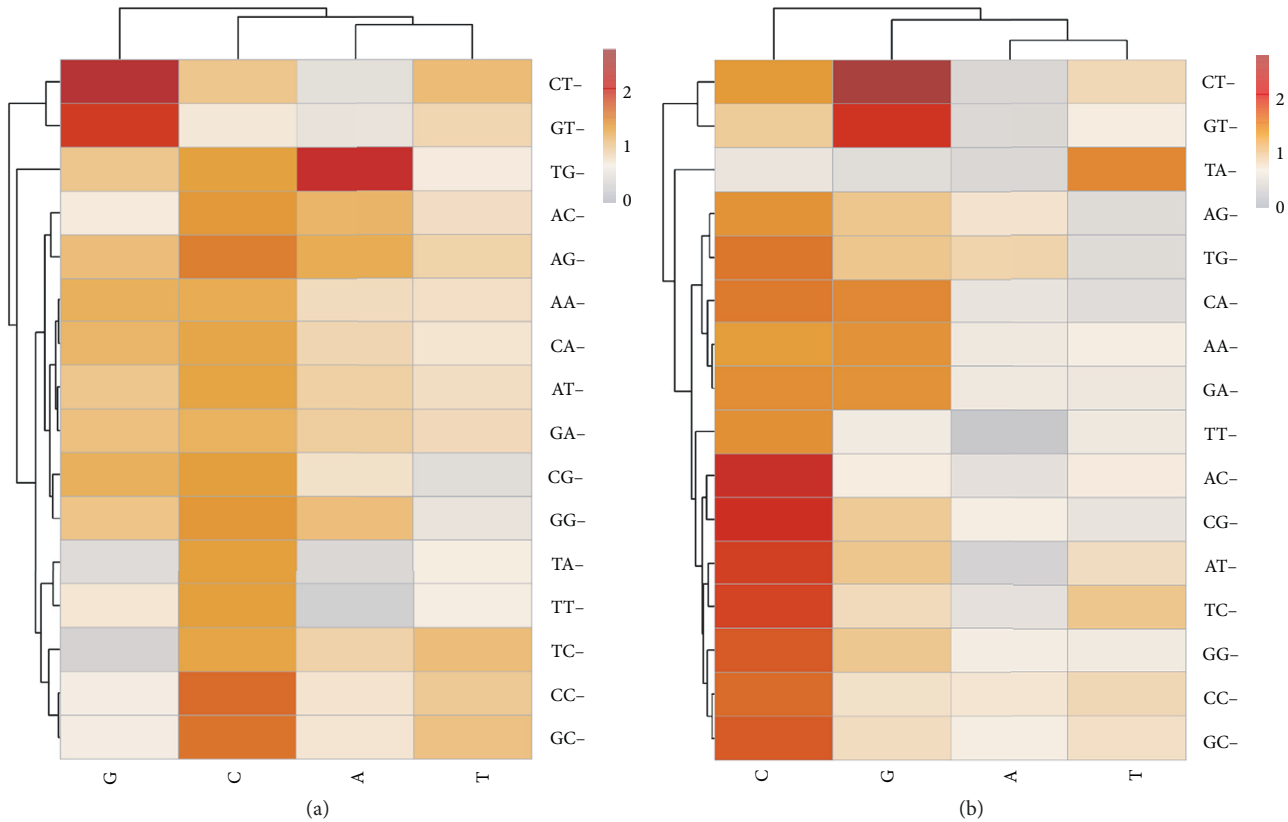 CT–
GT–
TG–
AC–
AG–
AA–
CA–
AT–
GA–
CG–
GG–
TA–
TT–
TC–
CC–
GC–
2
1
0
G C A T
(a)
CT–
GT–
TA–
AG–
TG–
CA–
AA–
GA–
TT–
AC–
CG–
AT–
TC–
GG–
CC–
GC–
2
1
0
C G A T
(b)